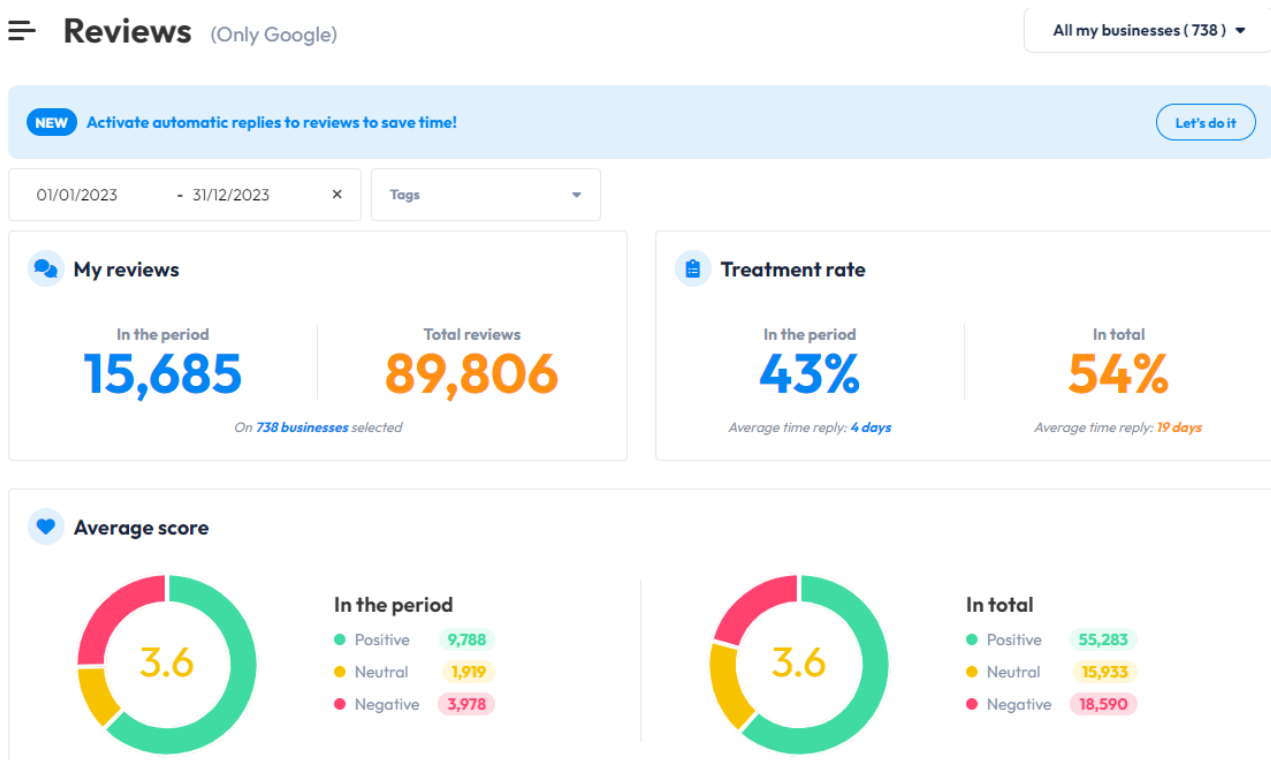 Reviews (Only Google)
All my businesses ( 738 )
NEW Activate automatic replies to reviews to save time!
Let's do it
01/01/2023 - 31/12/2023 ×
Tags
My reviews
In the period
15,685
Total reviews
89,806
On 738 businesses selected
Treatment rate
In the period
43%
Average time reply: 4 days
In total
54%
Average time reply: 19 days
Average score
3.6
In the period
Positive 9,788
Neutral 1,919
Negative 3,978
3.6
In total
Positive 55,283
Neutral 15,933
Negative 18,590